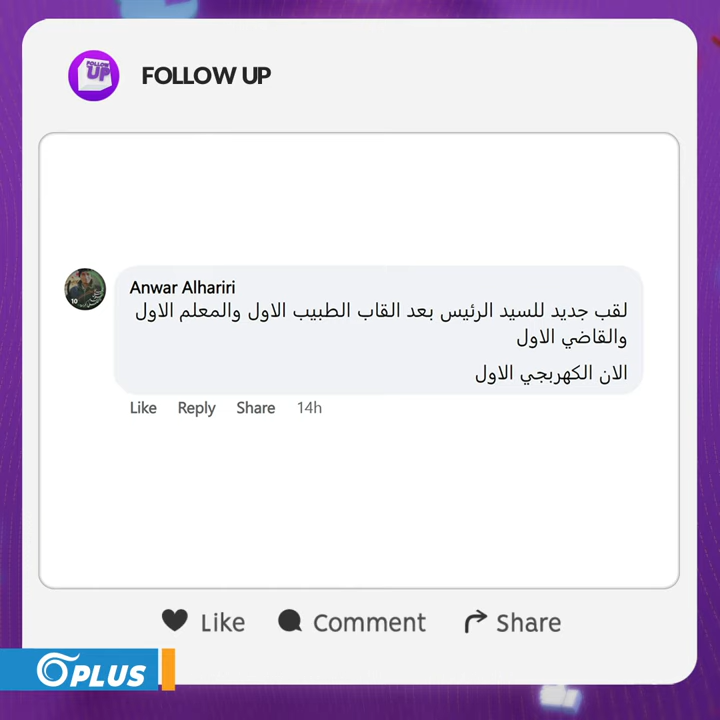 FOLLOW UP
FOLLOW UP
Anwar Alhariri
لقب جديد للسيد الرئيس بعد القاب الطبيب الاول والمعلم الاول
والقاضي الاول
الان الكهربجي الاول
Like Reply Share 14h
Like Comment Share
OPLUS